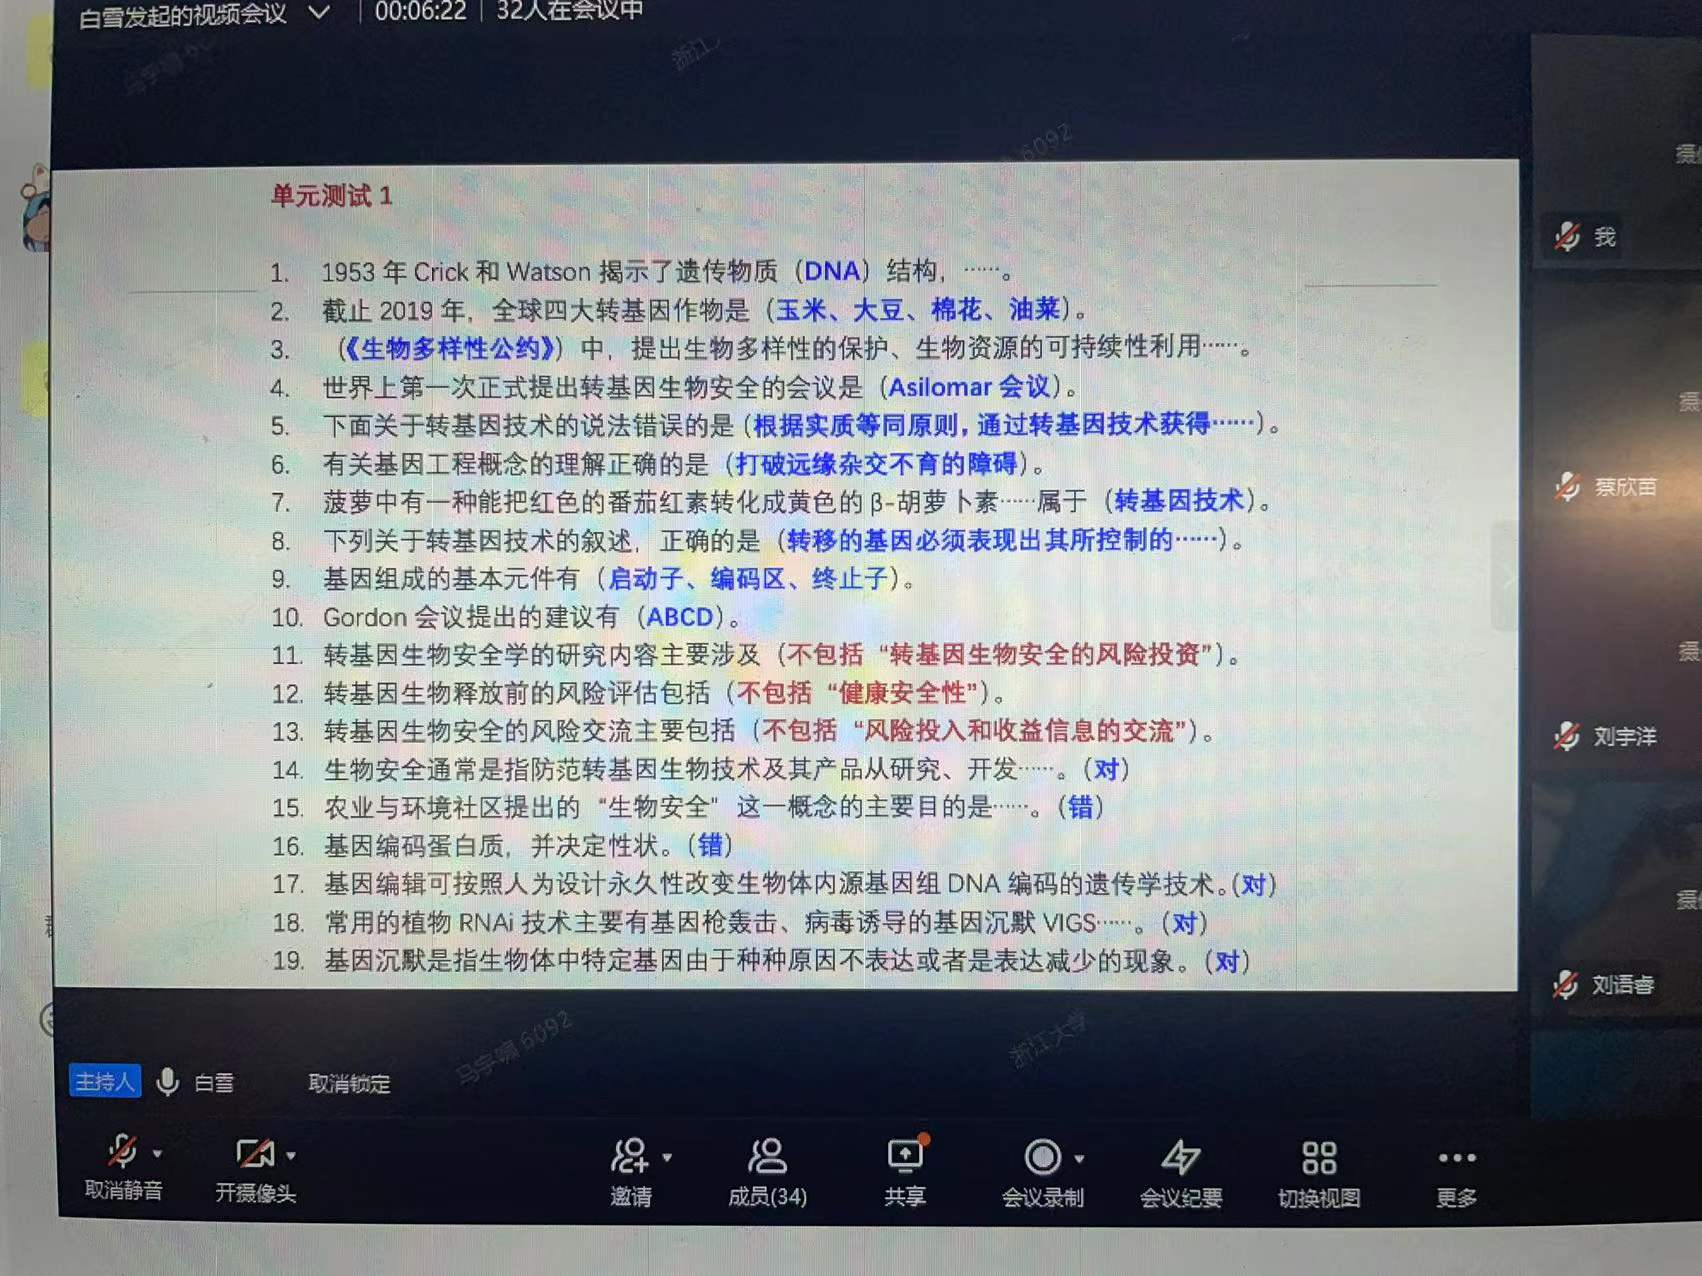 白雪发起的视频会议 00:06:22 32人在会议中
单元测试 1
1. 1953 年 Crick 和 Watson 揭示了遗传物质（DNA）结构，……。
2. 截止 2019 年，全球四大转基因作物是（玉米、大豆、棉花、油菜）。
3. （《生物多样性公约》）中，提出生物多样性的保护、生物资源的可持续性利用……。
4. 世界上第一次正式提出转基因生物安全的会议是（Asilomar 会议）。
5. 下面关于转基因技术的说法错误的是（根据实质等同原则，通过转基因技术获得……）。
6. 有关基因工程概念的理解正确的是（打破远缘杂交不育的障碍）。
7. 菠萝中有一种能把红色的番茄红素转化成黄色的 β-胡萝卜素……属于（转基因技术）。
8. 下列关于转基因技术的叙述，正确的是（转移的基因必须表现出其所控制的……）。
9. 基因组成的基本元件有（启动子、编码区、终止子）。
10. Gordon 会议提出的建议有（ABCD）。
11. 转基因生物安全学的研究内容主要涉及（不包括“转基因生物安全的风险投资”）。
12. 转基因生物释放前的风险评估包括（不包括“健康安全性”）。
13. 转基因生物安全的风险交流主要包括（不包括“风险投入和收益信息的交流”）。
14. 生物安全通常是指防范转基因生物技术及其产品从研究、开发……。（对）
15. 农业与环境社区提出的“生物安全”这一概念的主要目的是……。（错）
16. 基因编码蛋白质，并决定性状。（错）
17. 基因编辑可按照人为设计永久性改变生物体内源基因组 DNA 编码的遗传学技术。（对）
18. 常用的植物 RNAi 技术主要有基因枪轰击、病毒诱导的基因沉默 VIGS……。（对）
19. 基因沉默是指生物体中特定基因由于种种原因不表达或者是表达减少的现象。（对）
我
蔡欣苗
刘宇洋
刘语睿
6092
浙江大学
主持人 白雪 取消锁定
取消静音 开摄像头 邀请 成员(34) 共享 会议录制 会议纪要 切换视图 更多